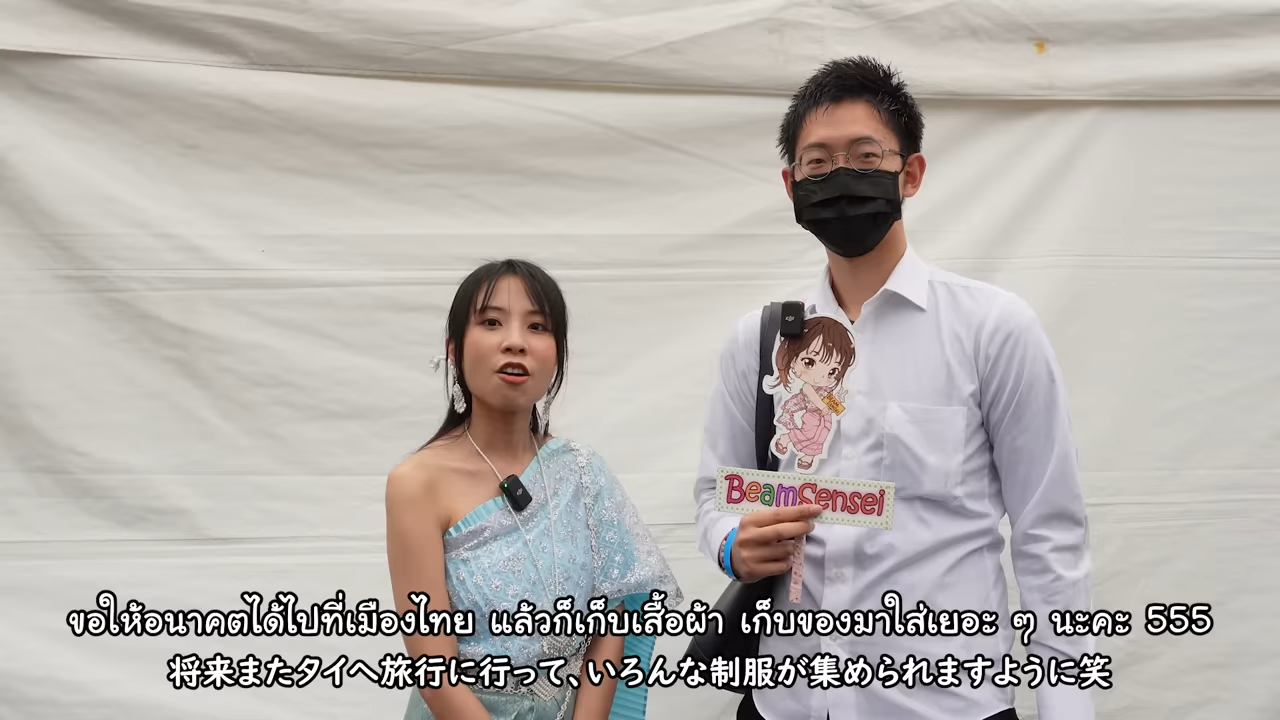 BeamSensei
ขอให้อนาคตได้ไปที่เมืองไทย แล้วก็เก็บเสื้อผ้า เก็บของมาใส่เยอะ ๆ นะคะ 555
将来またタイへ旅行に行って、いろんな制服が集められますように笑